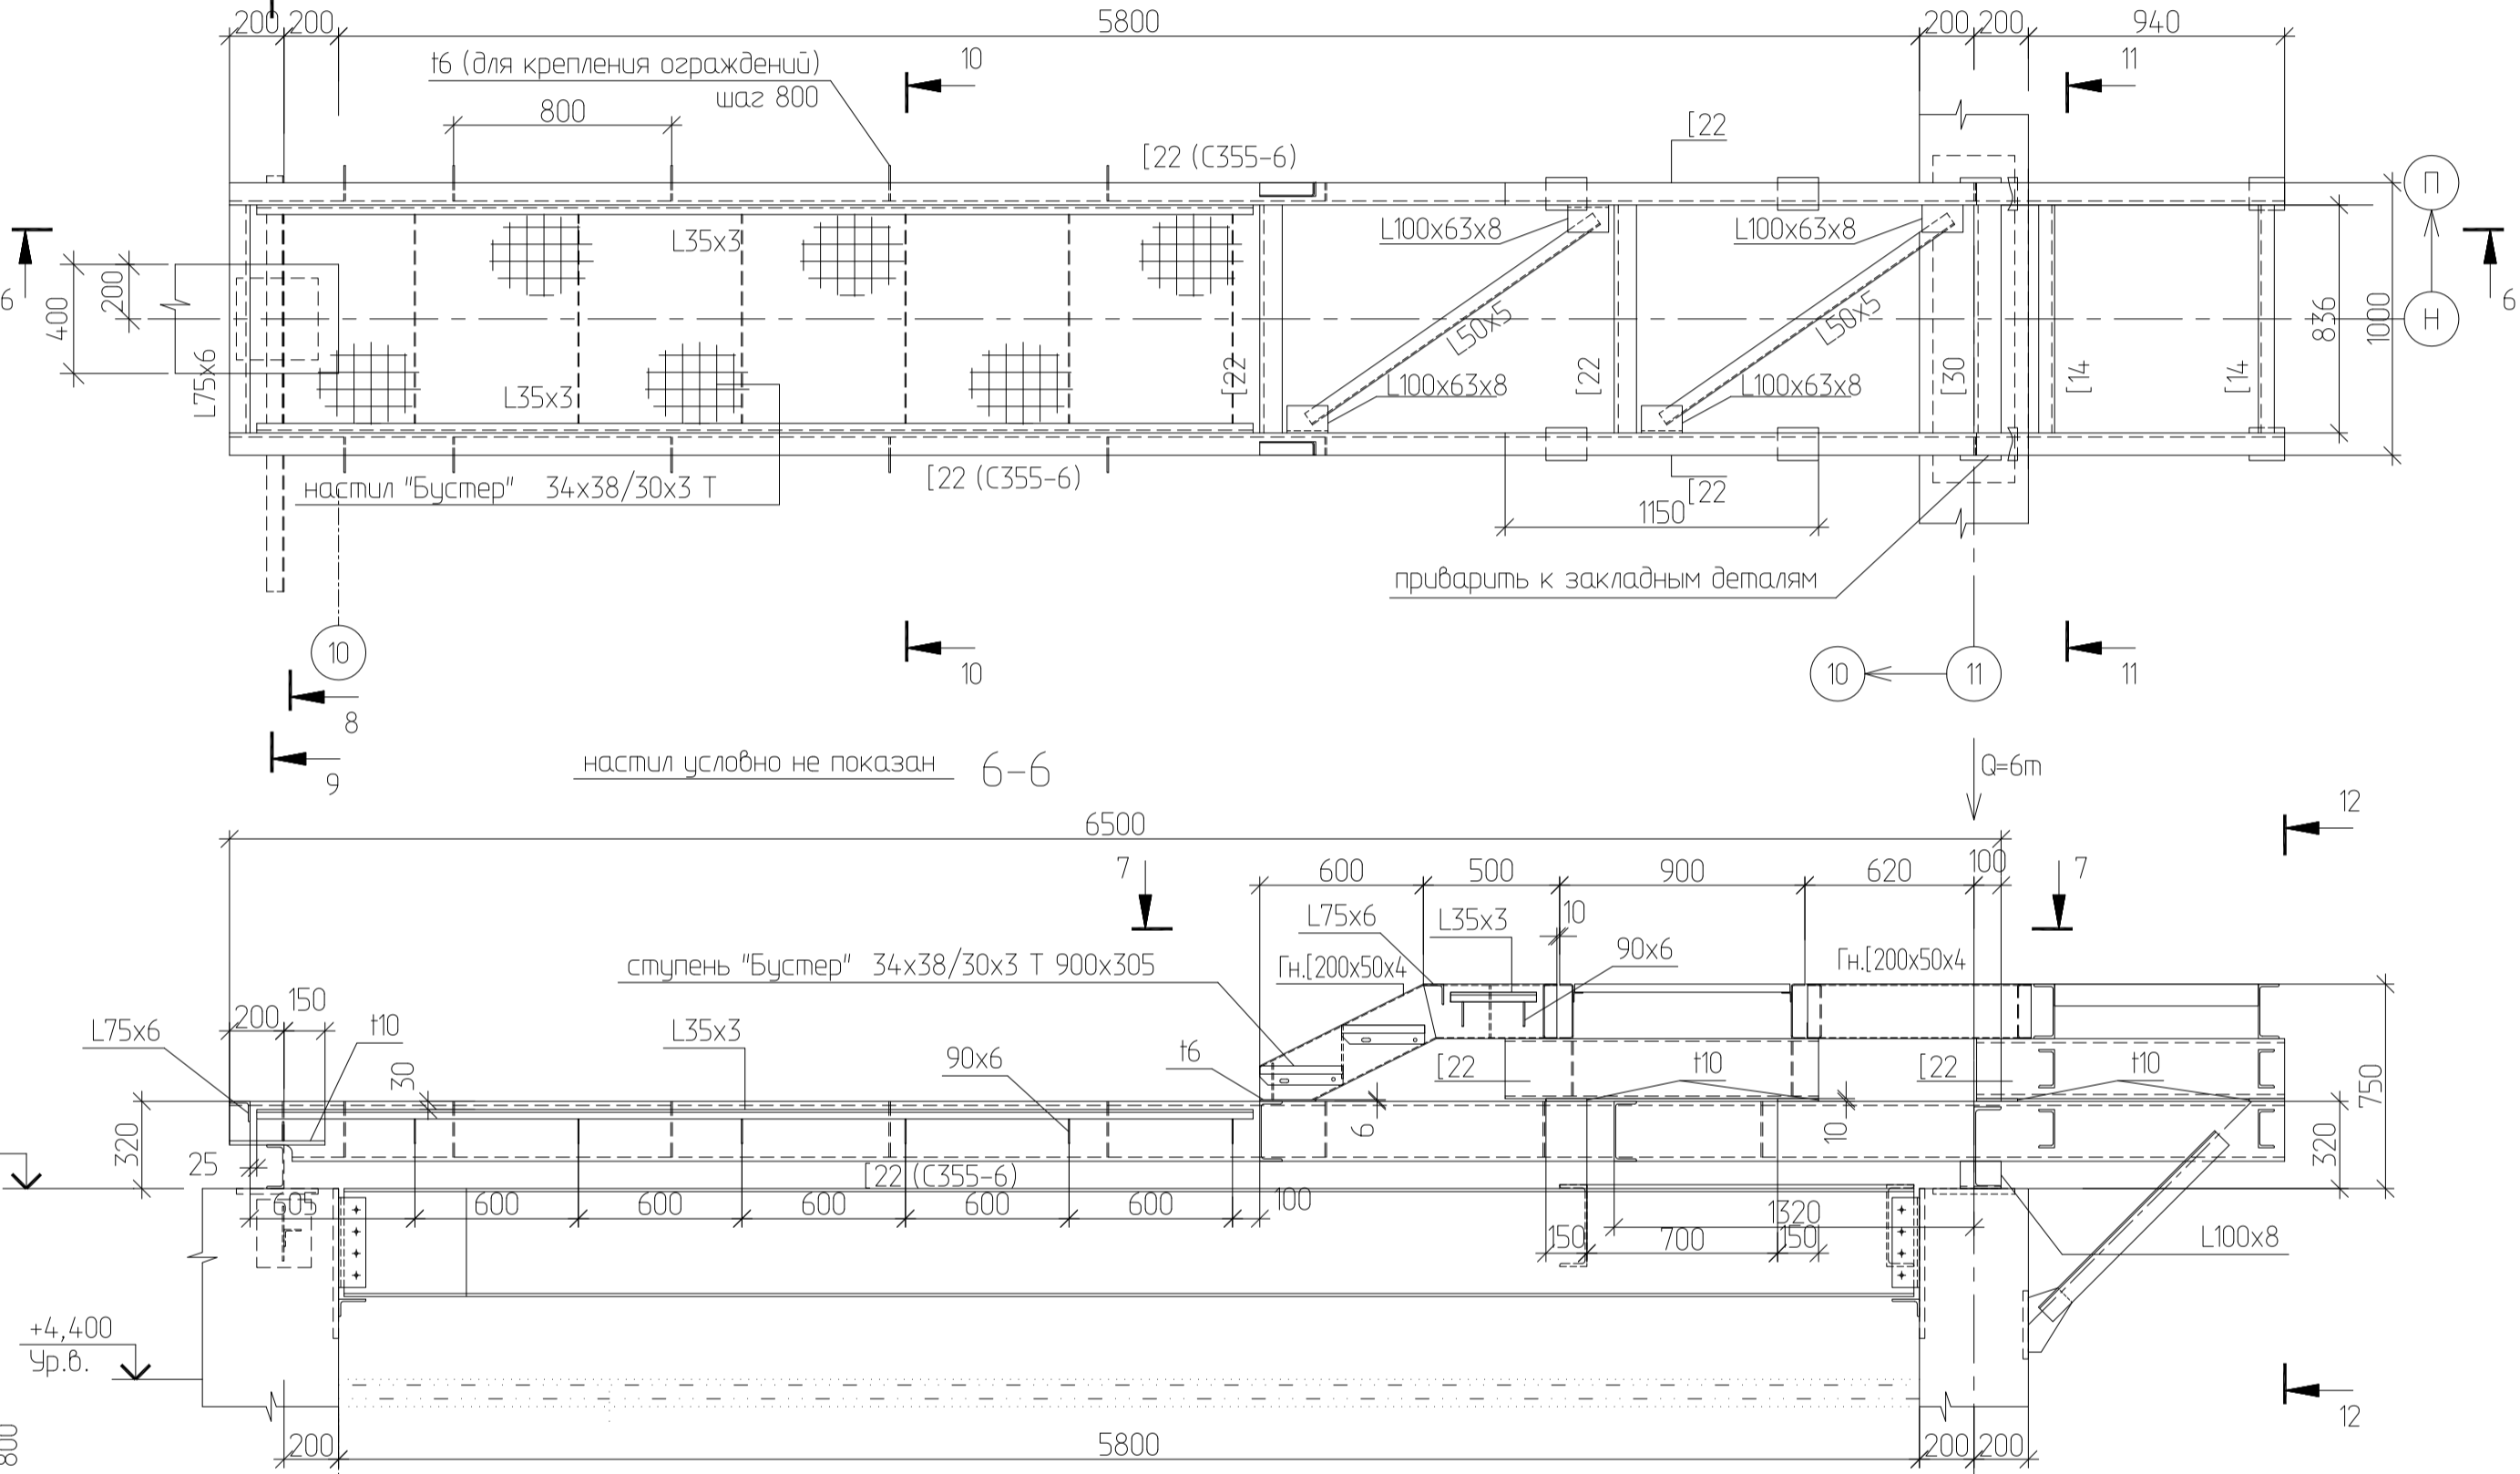 200
200
5800
200
200
940
t6 (для крепления ограждений)
шаг 800
10
11
800
[22
[22 (С355-6)
П
L35x3
L100x63x8
L100x63x8
6
400
200
L75x6
L50x5
L50x5
836
1000
Н
6
L35x3
[22
L100x63x8
[22
L100x63x8
[30
[14
[14
настил "Бустер" 34x38/30x3 Т
[22 (С355-6)
[22
1150
приварить к закладным деталям
10
10
10
11
11
8
9
настил условно не показан
6-6
Q=6т
12
6500
7
600
500
900
620
100
7
L75x6
L35x3
10
90x6
ступень "Бустер" 34x38/30x3 Т 900x305
Гн.[200x50x4
Гн.[200x50x4
200
150
L75x6
t10
30
L35x3
90x6
t6
[22
t10
[22
t10
750
320
25
6
10
320
[22 (С355-6)
605
600
600
600
600
600
100
1320
150
700
150
L100x8
+4,400
Ур.в.
12
800
200
5800
200
200